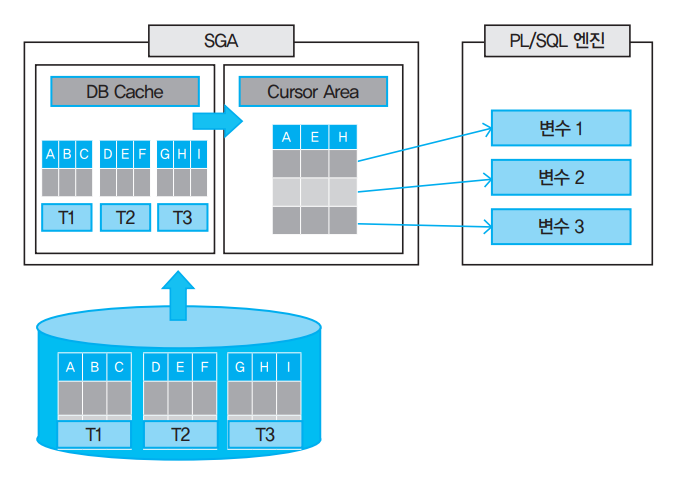 SGA
PL/SQL 엔진
DB Cache
Cursor Area
A B C D E F G H I
T1 T2 T3
A E H
변수 1
변수 2
변수 3
A B C D E F G H I
T1 T2 T3